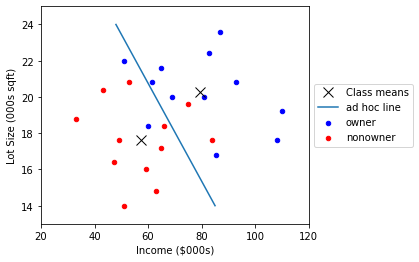 24
22
20
18
16
14
Lot Size (000s sqft)
20
40
60
80
100
120
Income ($000s)
Class means
ad hoc line
owner
nonowner